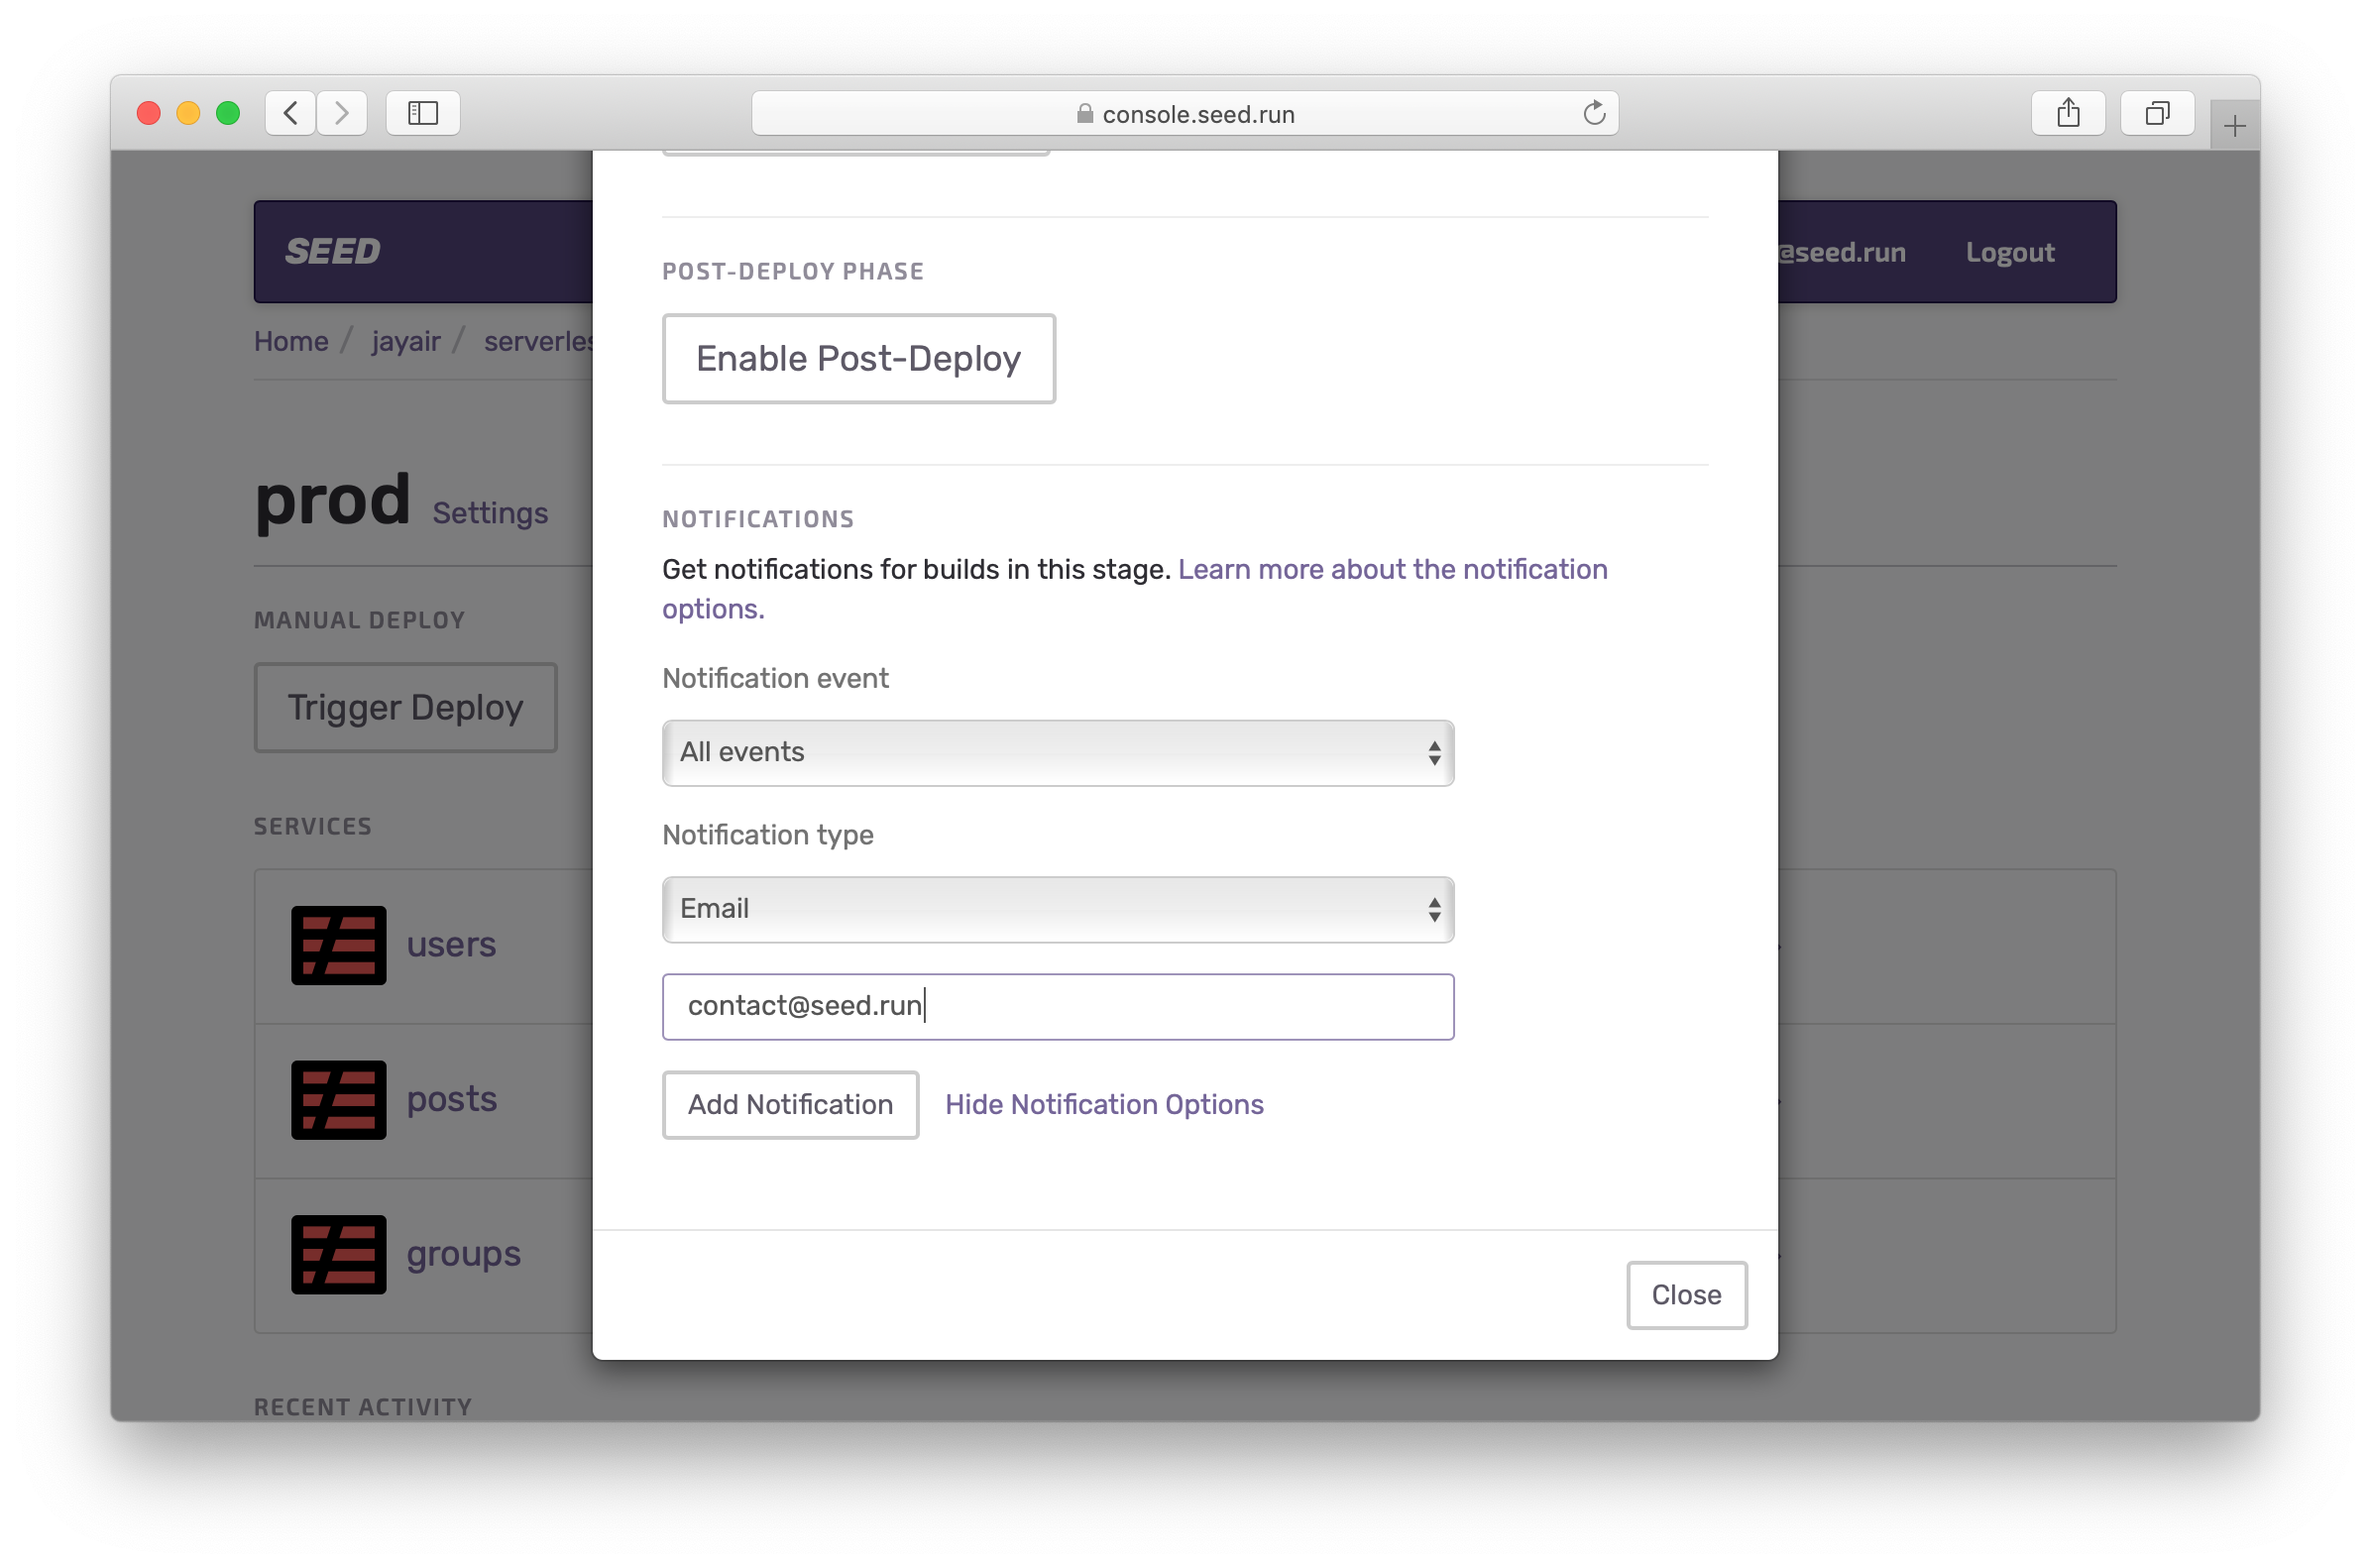 console.seed.run
SEED
@seed.run Logout
Home / jayair /
prod Settings
MANUAL DEPLOY
Trigger Deploy
SERVICES
users
posts
groups
RECENT ACTIVITY
POST-DEPLOY PHASE
Enable Post-Deploy
NOTIFICATIONS
Get notifications for builds in this stage. Learn more about the notification
options.
Notification event
All events
Notification type
Email
contact@seed.run
Add Notification Hide Notification Options
Close